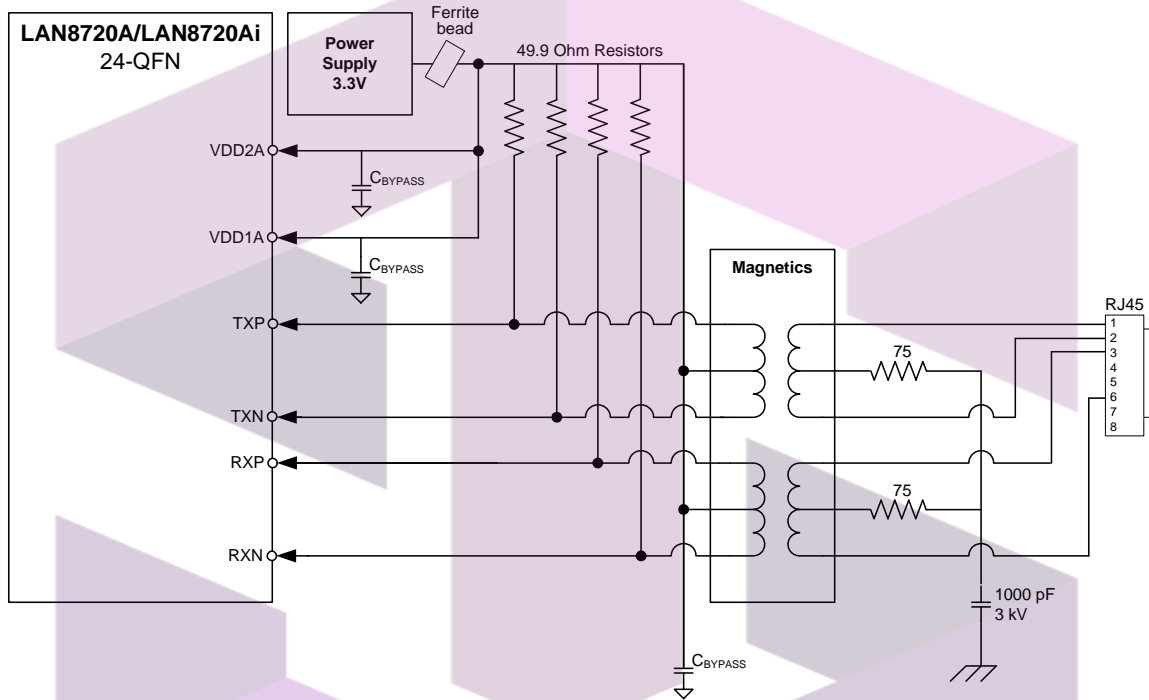 LAN8720A/LAN8720Ai
24-QFN
Power
Supply
3.3V
Ferrite
bead
49.9 Ohm Resistors
VDD2A
CBYPASS
VDD1A
CBYPASS
Magnetics
RJ45
TXP
1
2
3
4
5
6
7
8
75
TXN
RXP
75
RXN
1000 pF
3 kV
CBYPASS